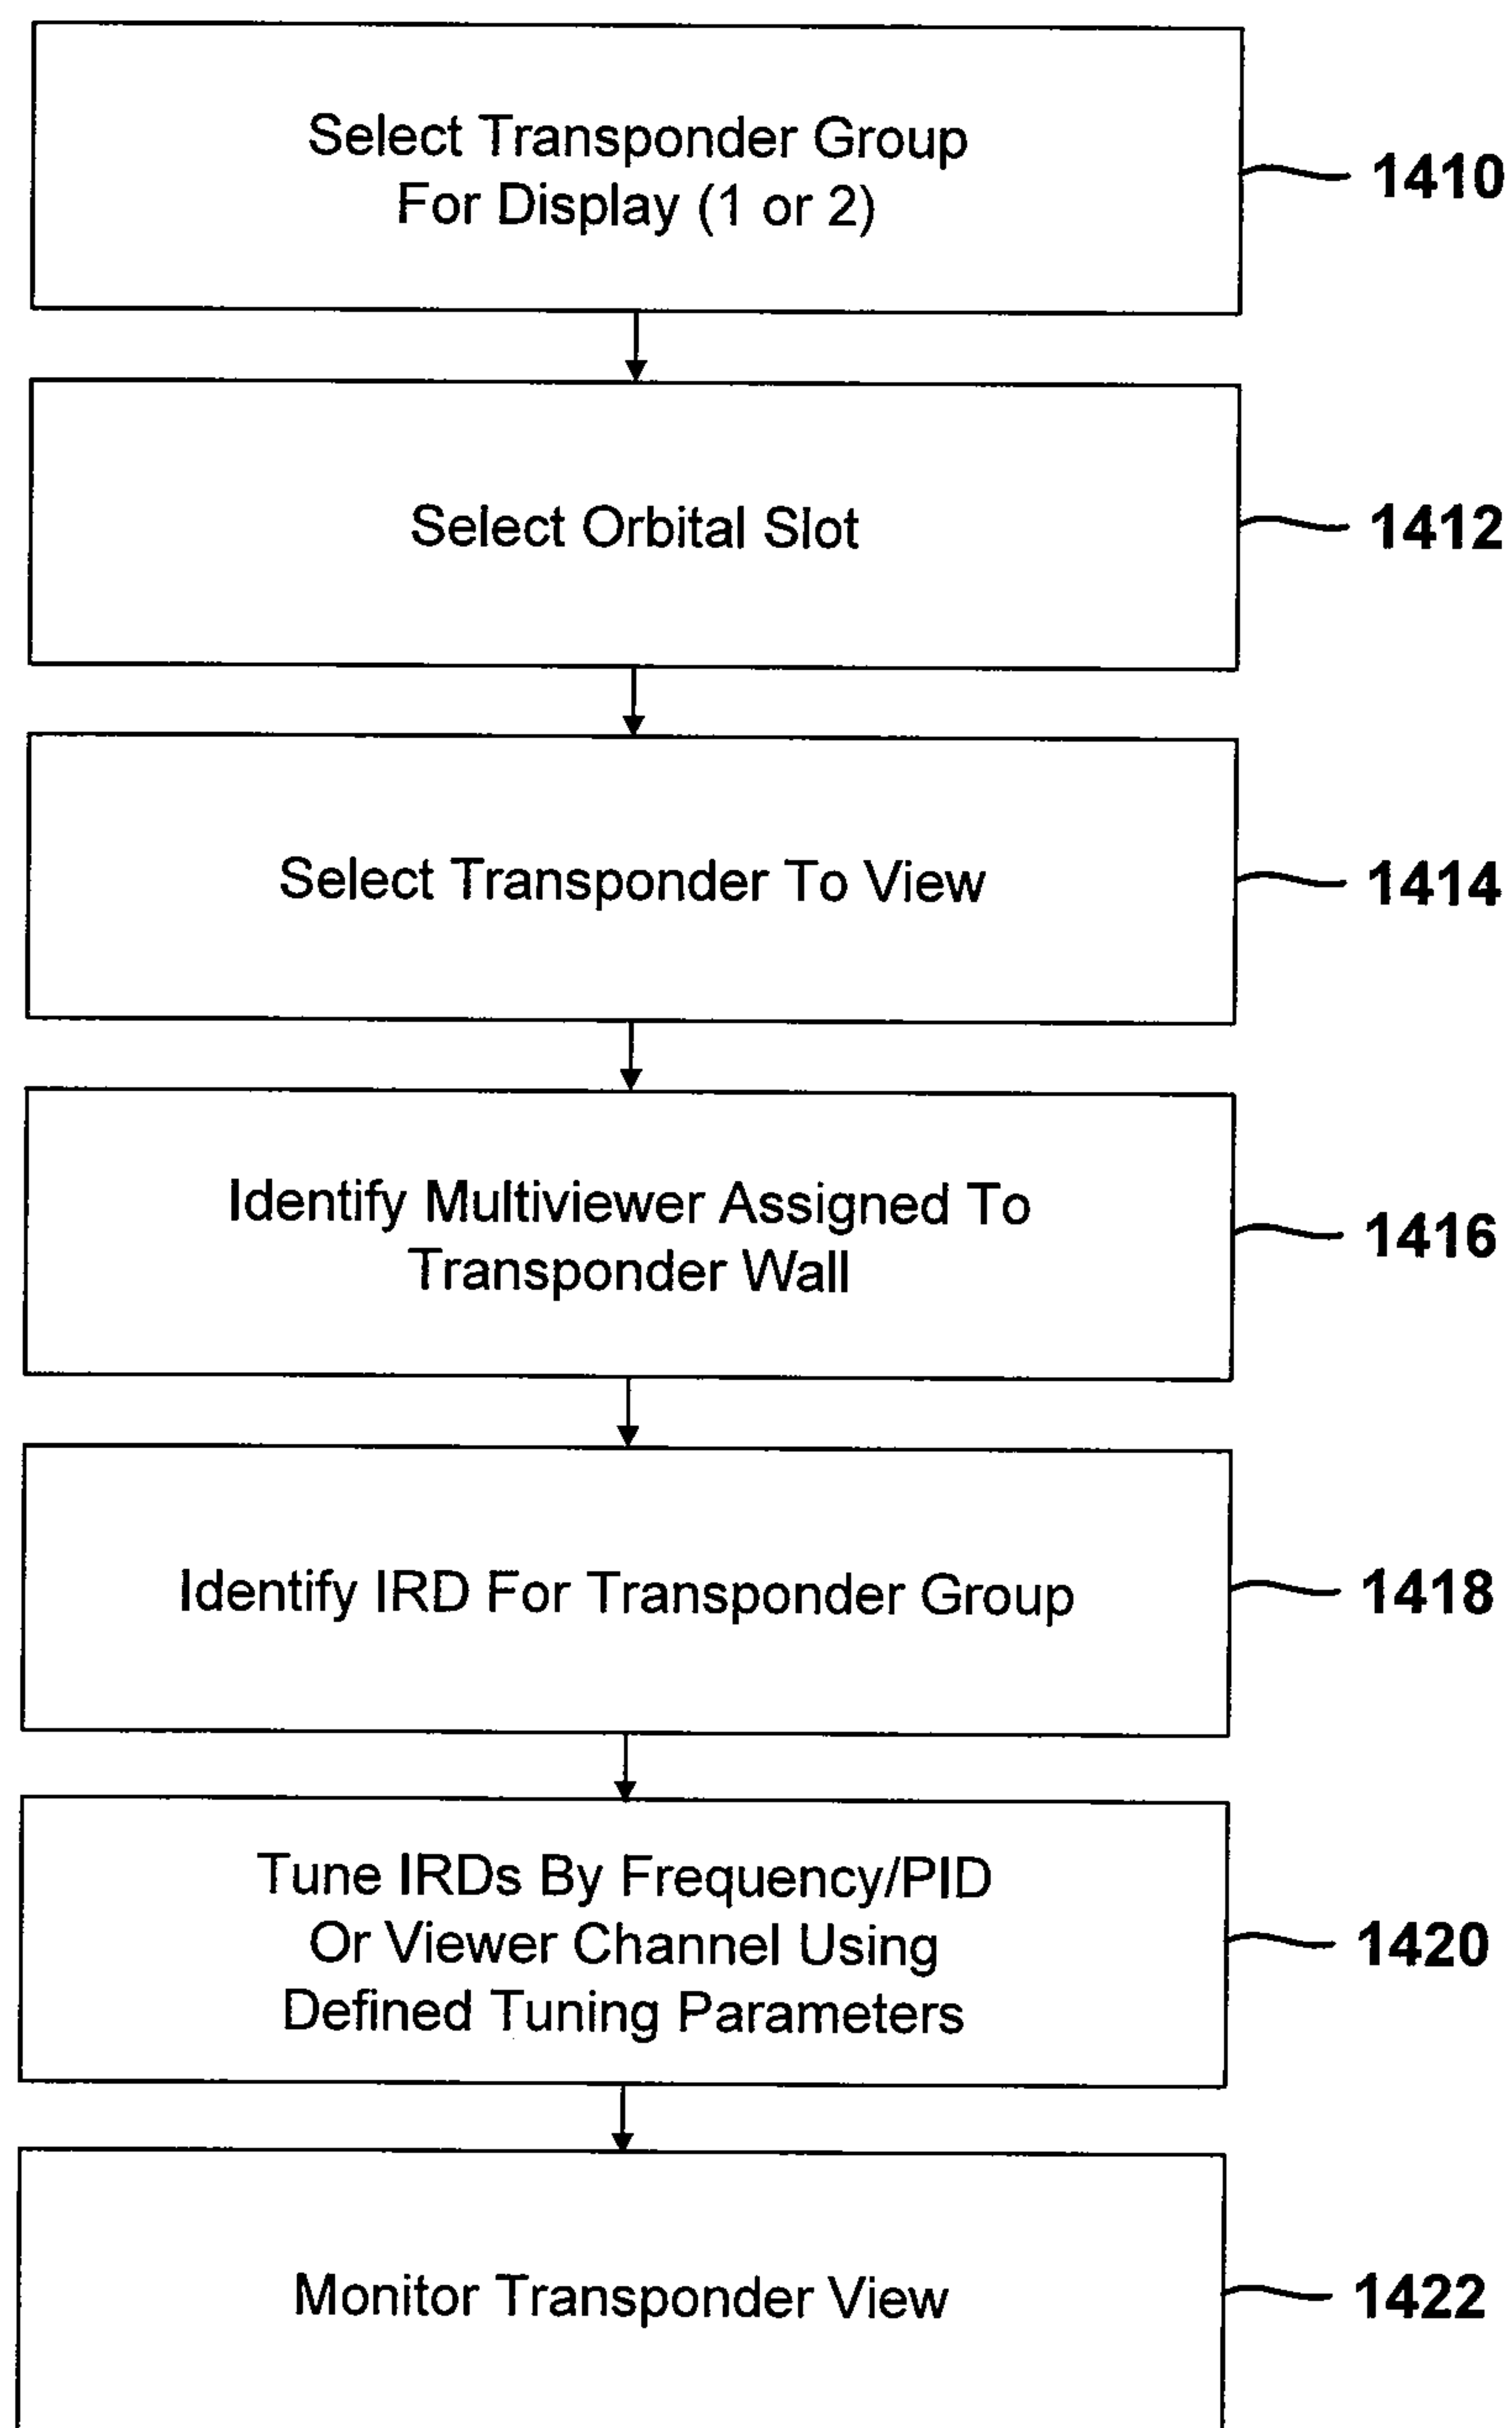 Select Transponder Group
For Display (1 or 2)
1410
Select Orbital Slot
1412
Select Transponder To View
1414
Identify Multiviewer Assigned To
Transponder Wall
1416
Identify IRD For Transponder Group
1418
Tune IRDs By Frequency/PID
Or Viewer Channel Using
Defined Tuning Parameters
1420
Monitor Transponder View
1422